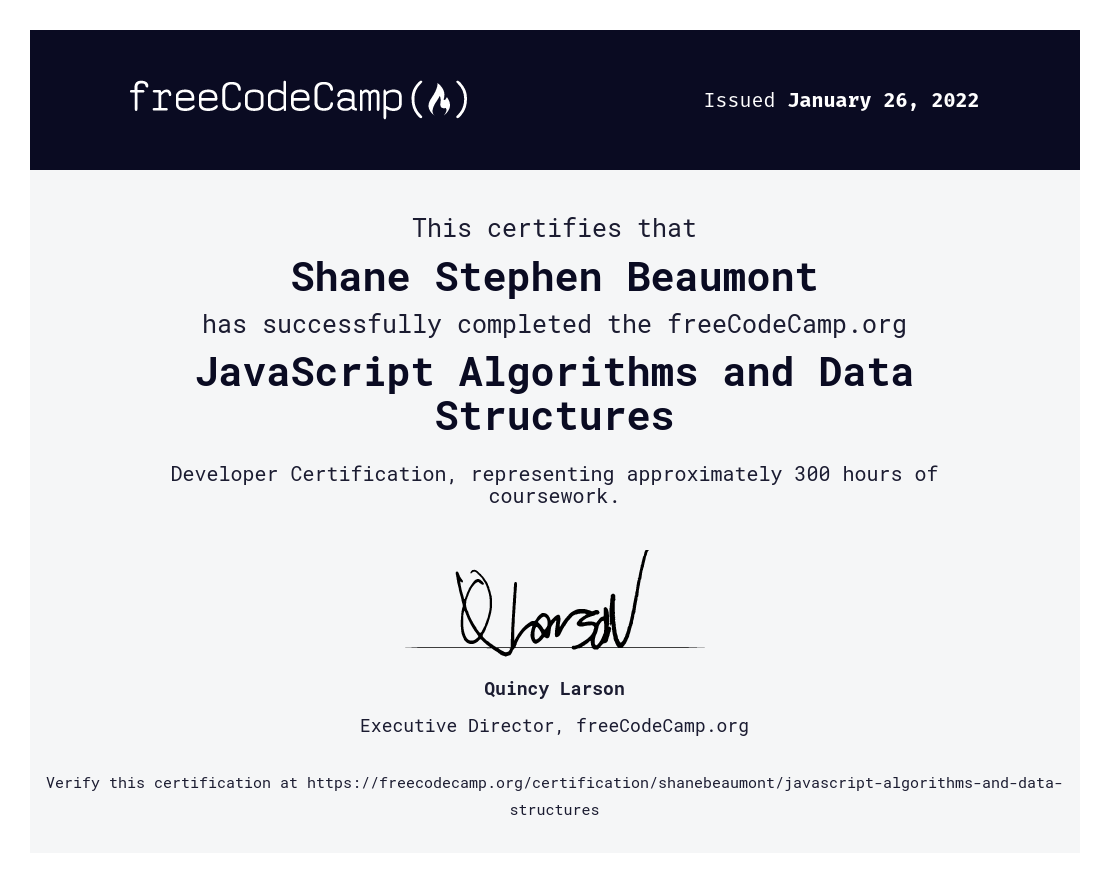 freeCodeCamp
Issued January 26, 2022
This certifies that
Shane Stephen Beaumont
has successfully completed the freeCodeCamp.org
JavaScript Algorithms and Data
Structures
Developer Certification, representing approximately 300 hours of
coursework.
Q Larson
Quincy Larson
Executive Director, freeCodeCamp.org
Verify this certification at https://freecodecamp.org/certification/shanebeaumont/javascript-algorithms-and-data-
structures